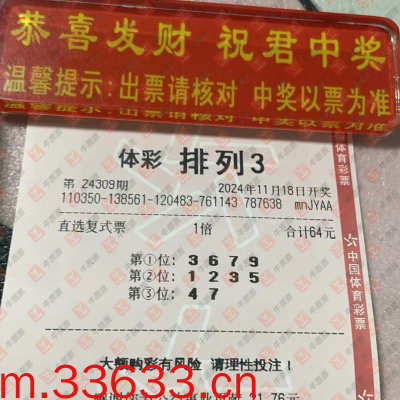 恭喜发财 祝君中奖
温馨提示:出票请核对 中奖以票为准
体彩 排列3
第 24309期 2024年11月18日开奖
110350-138561-120483-761143 787638 mnJYAA
直选复式票 1倍 合计64元
第①位: 3 6 7 9
第②位: 1 2 3 5
第③位: 4 7
大额购彩有风险 请理性投注!
21.76元
中国体育彩票
m.33633.cn